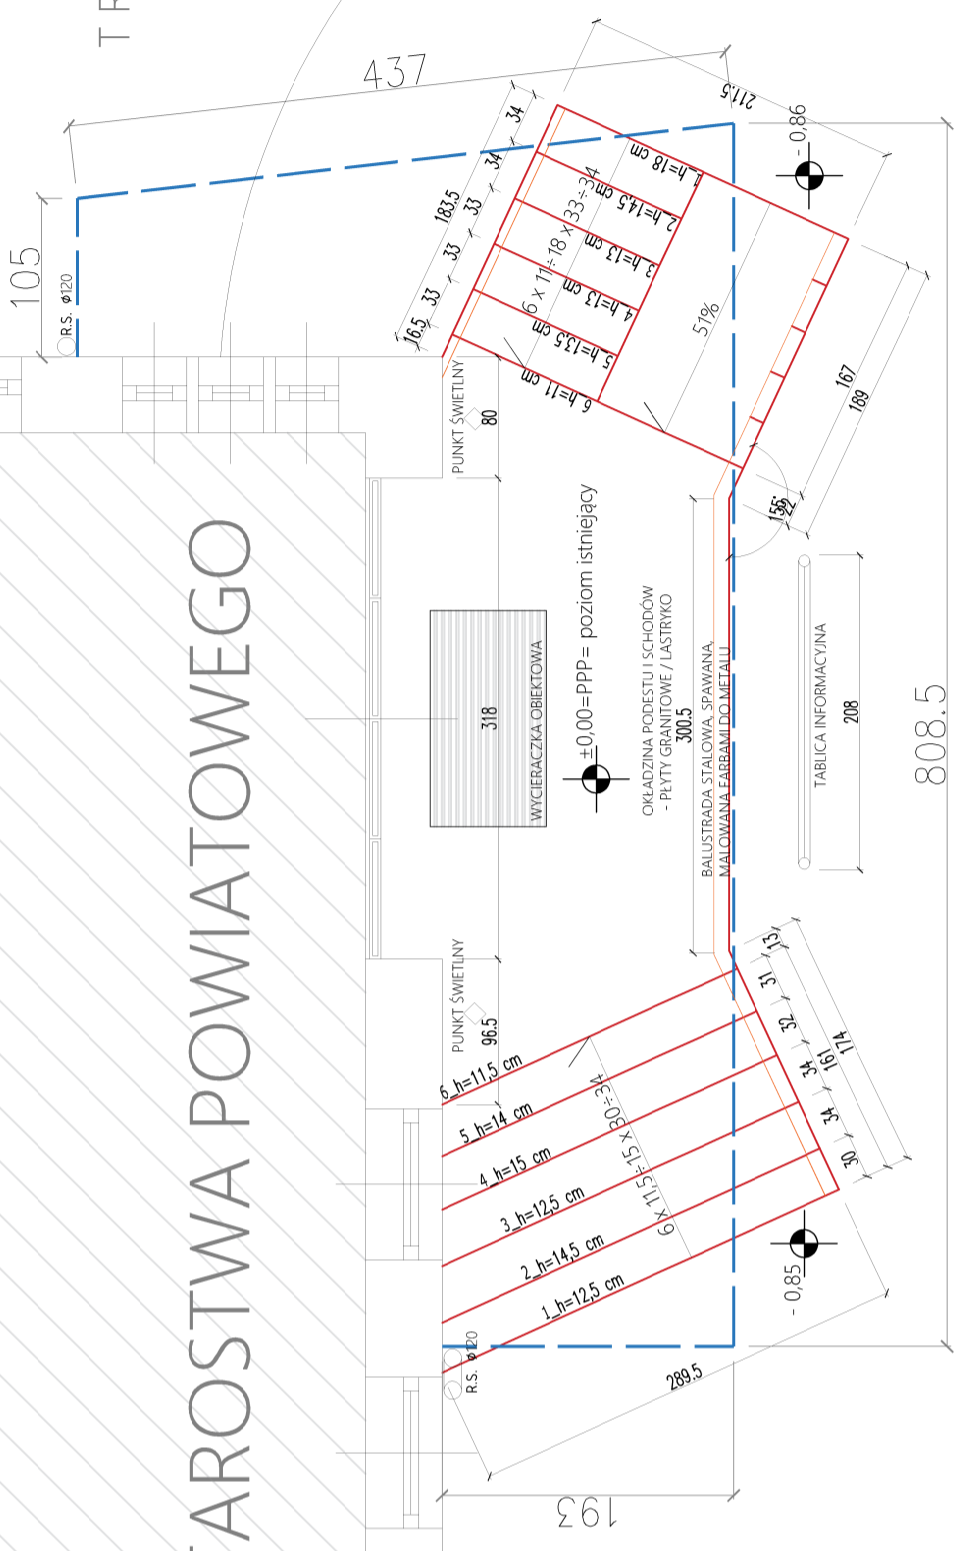 T R
437
105
R.S. φ120
211.5
183.5
34
34
33
33
33
16.5
- 0,86
1_h=18 cm
2_h=14,5 cm
3_h=13 cm
4_h=13 cm
5_h=13,5 cm
6_h=11 cm
6 x 11÷18 x 33÷34
51%
167
189
22
PUNKT ŚWIETLNY
80
TAROSTWA POWIATOWEGO
318
WYCIERACZKA OBIEKTOWA
±0,00=PPP= poziom istniejący
OKŁADZINA PODESTU I SCHODÓW
- PŁYTY GRANITOWE / LASTRYKO
300.5
BALUSTRADA STALOWA, SPAWANA,
MALOWANA FARBAMI DO METALU
TABLICA INFORMACYJNA
208
808.5
PUNKT ŚWIETLNY
96.5
6_h=11,5 cm
5_h=14 cm
4_h=15 cm
3_h=12,5 cm
2_h=14,5 cm
1_h=12,5 cm
6 x 11,5÷15 x 30÷34
13
31
32
34
34
30
161
174
- 0,85
R.S. φ120
289.5
193